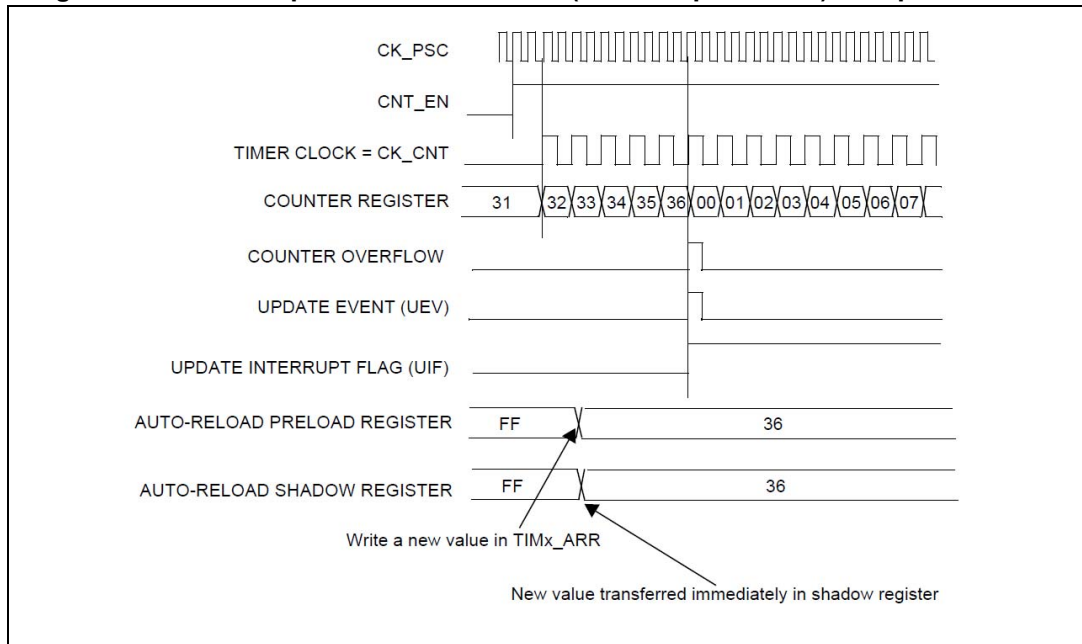 CK_PSC
CNT_EN
TIMER CLOCK = CK_CNT
COUNTER REGISTER 31 32 33 34 35 36 00 01 02 03 04 05 06 07
COUNTER OVERFLOW
UPDATE EVENT (UEV)
UPDATE INTERRUPT FLAG (UIF)
AUTO-RELOAD PRELOAD REGISTER FF 36
AUTO-RELOAD SHADOW REGISTER FF 36
Write a new value in TIMx_ARR
New value transferred immediately in shadow register